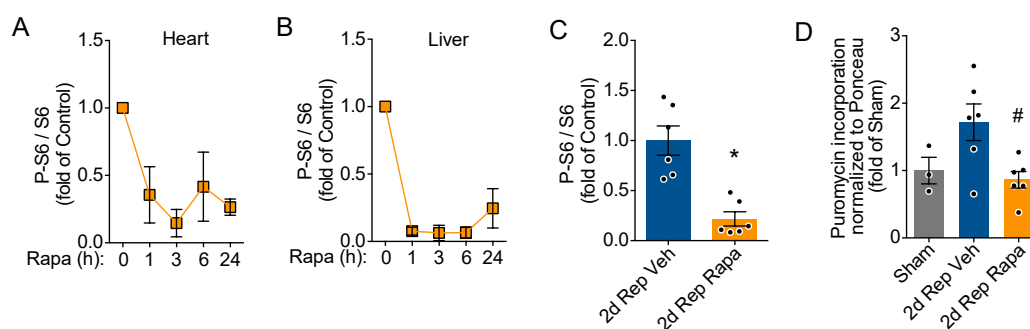 A
Heart
P-S6 / S6
(fold of Control)
1.5
1.0
0.5
0.0
Rapa (h): 0 1 3 6 24
B
Liver
P-S6 / S6
(fold of Control)
1.5
1.0
0.5
0.0
Rapa (h): 0 1 3 6 24
C
P-S6 / S6
(fold of Control)
2.0
1.5
1.0
0.5
0.0
*
2d Rep Veh
2d Rep Rapa
D
Puromycin incorporation
normalized to Ponceau
(fold of Sham)
3
2
1
0
#
Sham
2d Rep Veh
2d Rep Rapa